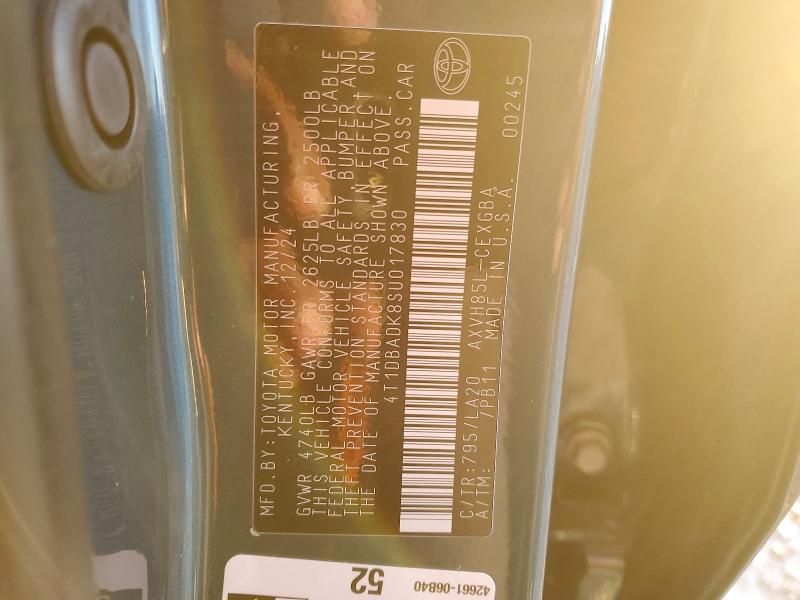 MFD. BY: TOYOTA MOTOR MANUFACTURING,
KENTUCKY, INC. 12/24
GVWR 4740LB GAWR FR 2625LB RR 2500LB
THIS VEHICLE CONFORMS TO ALL APPLICABLE
FEDERAL MOTOR VEHICLE SAFETY, BUMPER AND
THEFT PREVENTION STANDARDS IN EFFECT ON
THE DATE OF MANUFACTURE SHOWN ABOVE.
4T1DBADK8SU017830 PASS.CAR
C/TR:795/LA20 AXVH85L-CEXGBA
A/TM: 7PB11 MADE IN U.S.A. 00245
52
42661-06B40